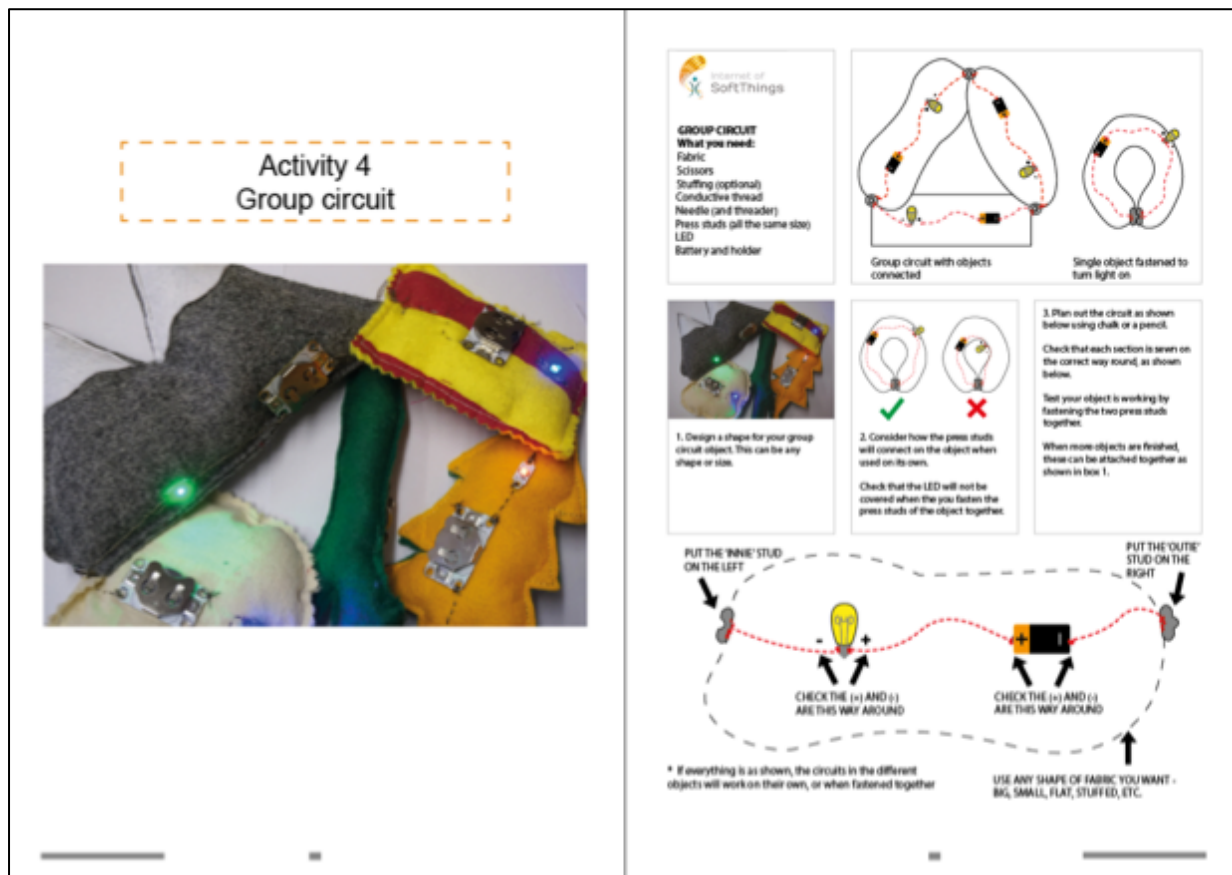 Activity 4
Group circuit
Internet of
SoftThings
GROUP CIRCUIT
What you need:
Fabric
Scissors
Stuffing (optional)
Conductive thread
Needle (and threader)
Press studs (all the same size)
LED
Battery and holder
Group circuit with objects
connected
Single object fastened to
turn light on
1. Design a shape for your group
circuit object. This can be any
shape or size.
2. Consider how the press studs
will connect on the object when
used on its own.
Check that the LED will not be
covered when the you fasten the
press studs of the object together.
3. Plan out the circuit as shown
below using chalk or a pencil.
Check that each section is sewn on
the correct way round, as shown
below.
Test your object is working by
fastening the two press studs
together.
When more objects are finished,
these can be attached together as
shown in box 1.
PUT THE 'INNIE' STUD
ON THE LEFT
PUT THE 'OUTIE'
STUD ON THE
RIGHT
- +
+ -
CHECK THE (+) AND (-)
ARE THIS WAY AROUND
CHECK THE (+) AND (-)
ARE THIS WAY AROUND
* If everything is as shown, the circuits in the different
objects will work on their own, or when fastened together
USE ANY SHAPE OF FABRIC YOU WANT -
BIG, SMALL, FLAT, STUFFED, ETC.